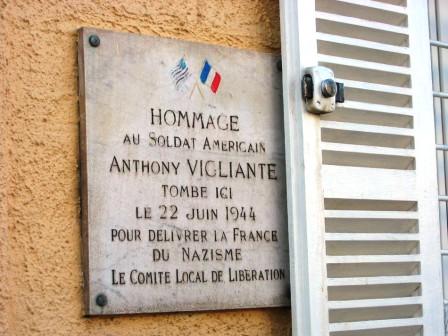 HOMMAGE
AU SOLDAT AMERICAIN
ANTHONY VIGLIANTE
TOMBE ICI
LE 22 JUIN 1944
POUR DELIVRER LA FRANCE
DU NAZISME
LE COMITE LOCAL DE LIBERATION